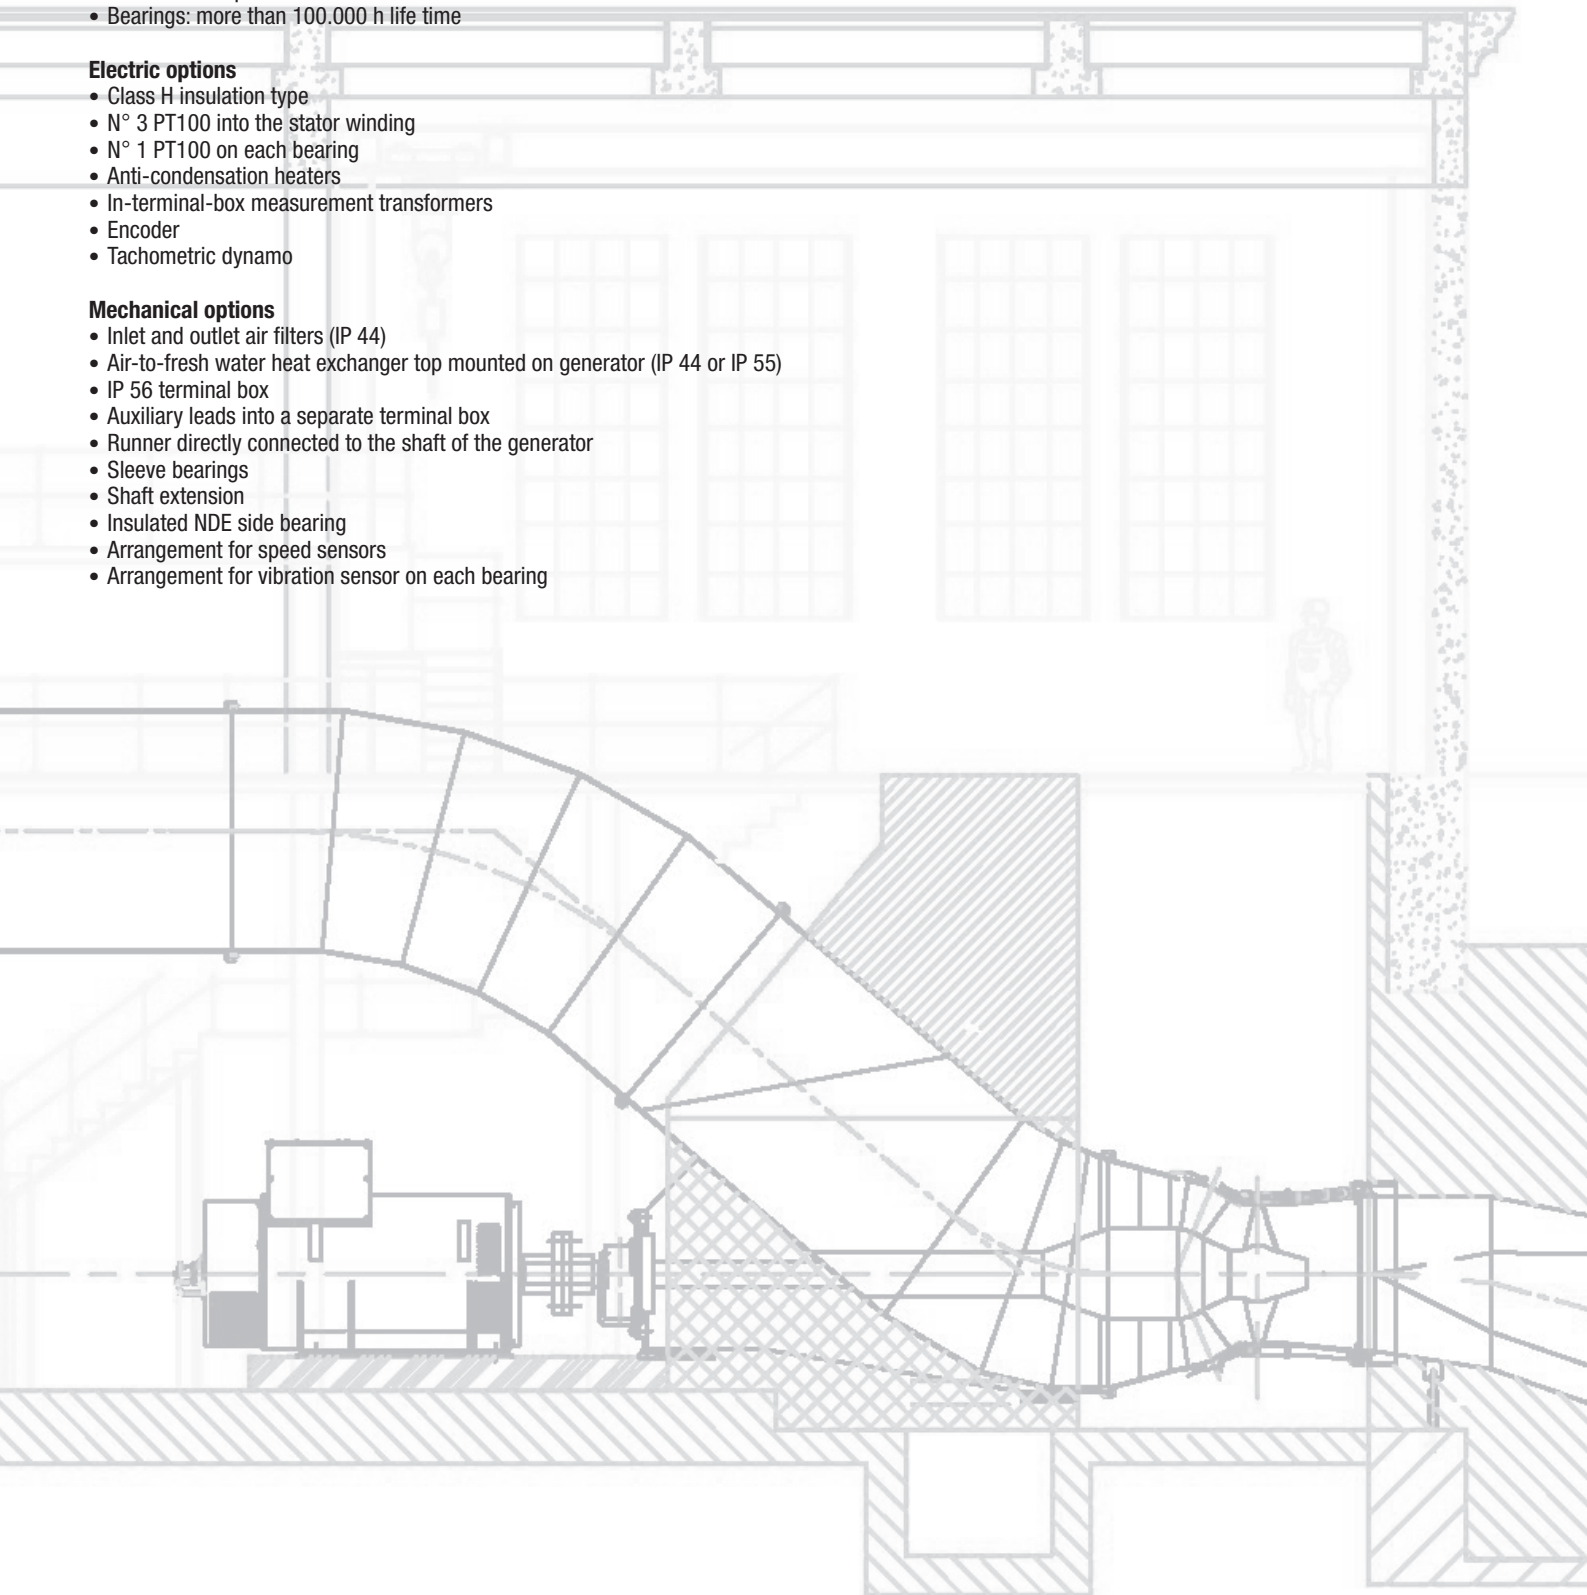 • Bearings: more than 100.000 h life time
Electric options
• Class H insulation type
• N° 3 PT100 into the stator winding
• N° 1 PT100 on each bearing
• Anti-condensation heaters
• In-terminal-box measurement transformers
• Encoder
• Tachometric dynamo
Mechanical options
• Inlet and outlet air filters (IP 44)
• Air-to-fresh water heat exchanger top mounted on generator (IP 44 or IP 55)
• IP 56 terminal box
• Auxiliary leads into a separate terminal box
• Runner directly connected to the shaft of the generator
• Sleeve bearings
• Shaft extension
• Insulated NDE side bearing
• Arrangement for speed sensors
• Arrangement for vibration sensor on each bearing